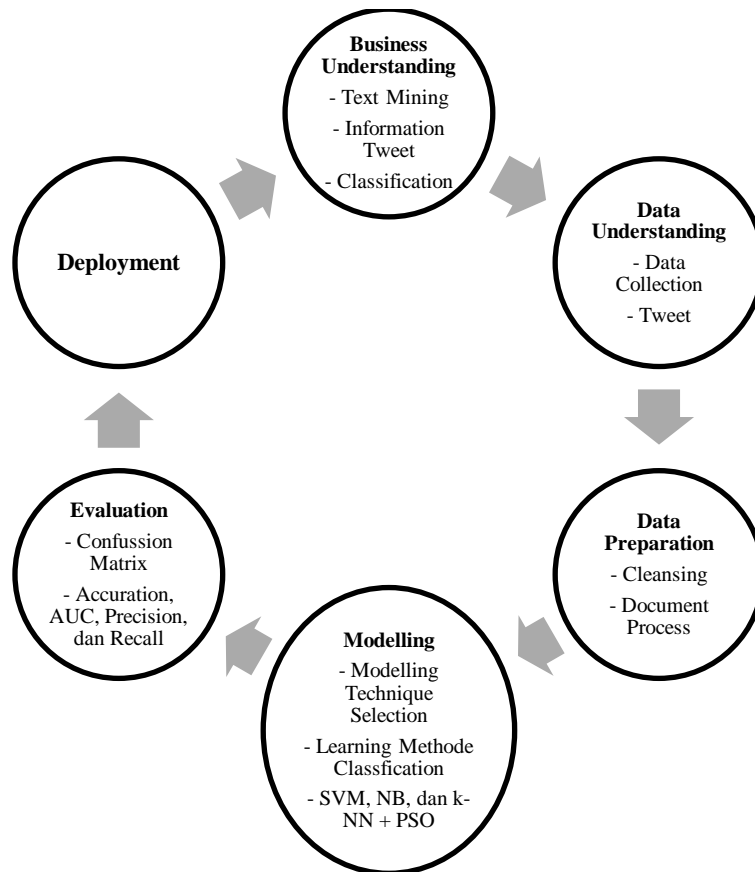 Business
Understanding
- Text Mining
- Information
Tweet
- Classification
Data
Understanding
- Data
Collection
- Tweet
Data
Preparation
- Cleansing
- Document
Process
Modelling
- Modelling
Technique
Selection
- Learning Methode
Classfication
- SVM, NB, dan k-
NN + PSO
Evaluation
- Confussion
Matrix
- Accuration,
AUC, Precision,
dan Recall
Deployment